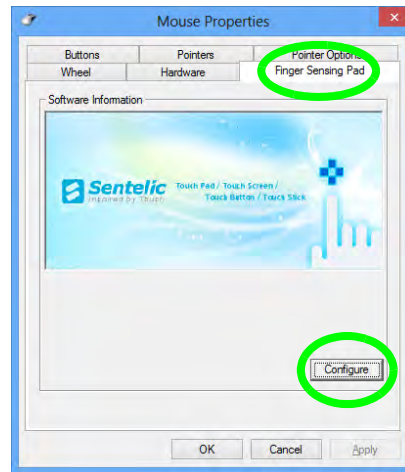 Mouse Properties
Buttons Pointers Pointer Options
Wheel Hardware Finger Sensing Pad
Software Information
Sentelic Touch Pad / Touch Screen /
Inspired by Touch Touch Button / Touch Stick
Configure
OK Cancel Apply